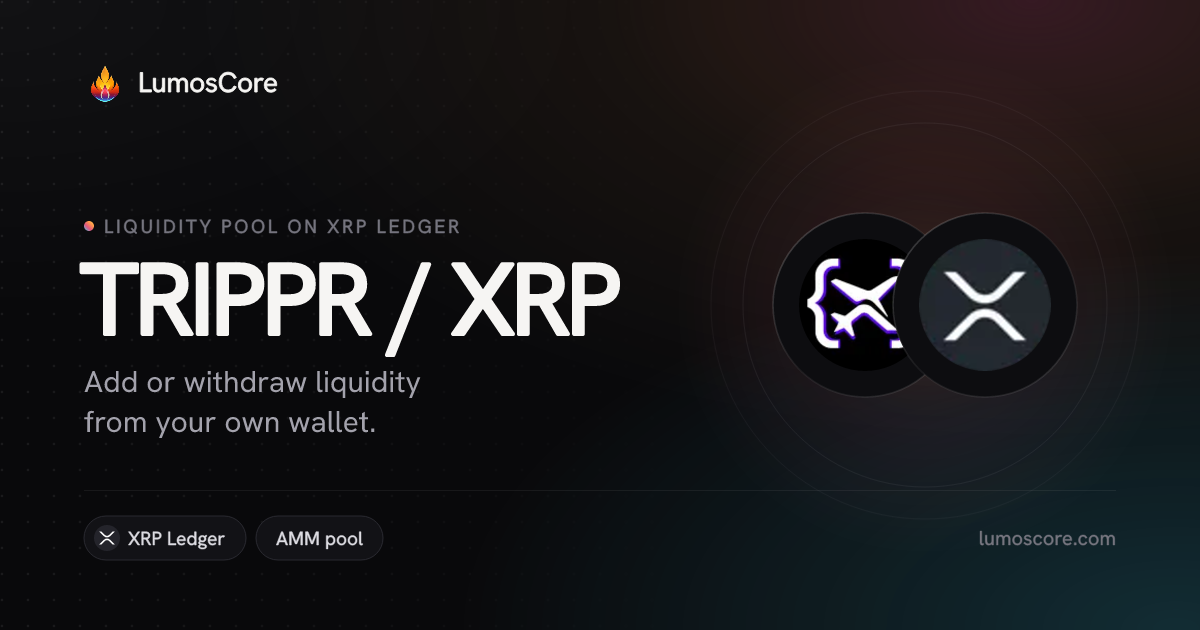 LumosCore
LIQUIDITY POOL ON XRP LEDGER
TRIPPR / XRP
Add or withdraw liquidity
from your own wallet.
XRP Ledger
AMM pool
lumoscore.com